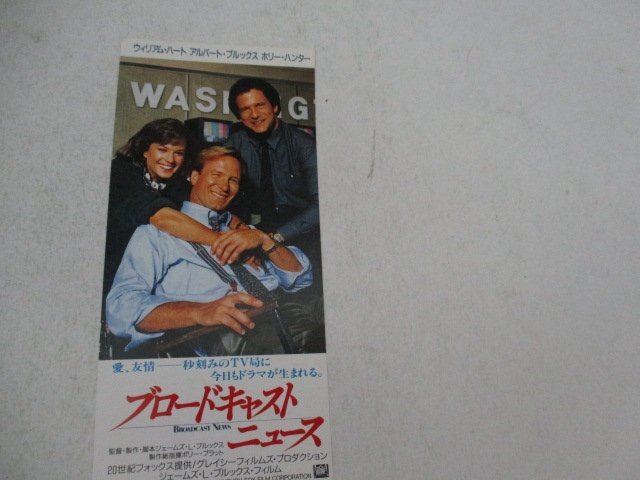 ウィリアム・ハート アルバート・ブルックス ホリー・ハンター
WASHING
愛、友情――秒刻みのTV局に
今日もドラマが生まれる。
ブロードキャスト
BROADCAST NEWS
ニュース
監督・製作・脚本ジェームズ・L・ブルックス
製作総指揮ポリー・プラット
20世紀フォックス提供/グレイシーフィルムズ・プロダクション
ジェームズ・L・ブルックス・フィルム
FOX